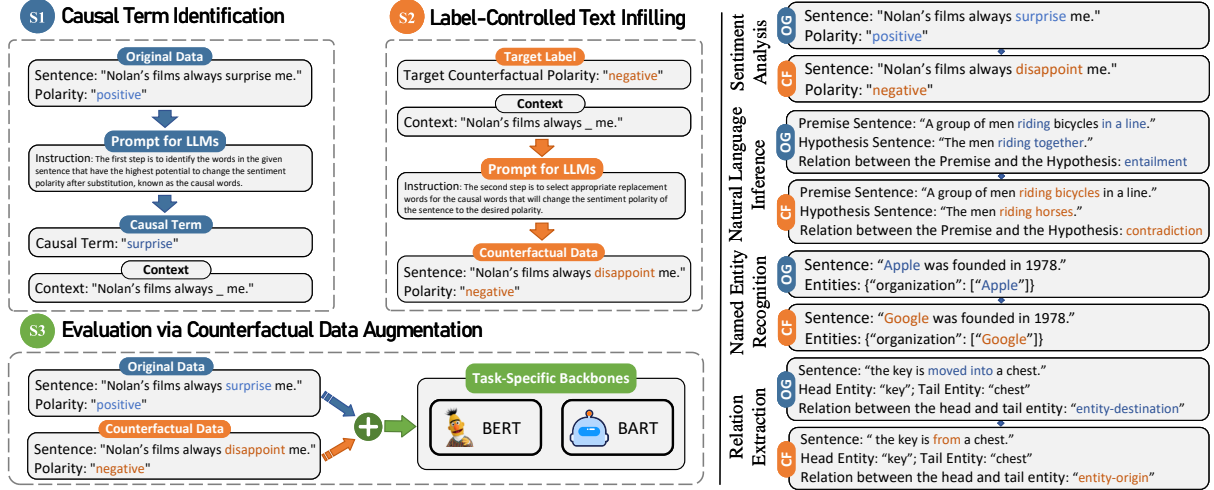 S1 Causal Term Identification
Original Data
Sentence: "Nolan's films always surprise me."
Polarity: "positive"
Prompt for LLMs
Instruction: The first step is to identify the words in the given
sentence that have the highest potential to change the sentiment
polarity after substitution, known as the causal words.
Causal Term
Causal Term: "surprise"
Context
Context: "Nolan's films always _ me."
S2 Label-Controlled Text Infilling
Target Label
Target Counterfactual Polarity: "negative"
Context
Context: "Nolan's films always _ me."
Prompt for LLMs
Instruction: The second step is to select appropriate replacement
words for the causal words that will change the sentiment polarity of
the sentence to the desired polarity.
Counterfactual Data
Sentence: "Nolan's films always disappoint me."
Polarity: "negative"
S3 Evaluation via Counterfactual Data Augmentation
Original Data
Sentence: "Nolan's films always surprise me."
Polarity: "positive"
Counterfactual Data
Sentence: "Nolan's films always disappoint me."
Polarity: "negative"
Task-Specific Backbones
BERT
BART
Sentiment
Analysis
OG
Sentence: "Nolan's films always surprise me."
Polarity: "positive"
CF
Sentence: "Nolan's films always disappoint me."
Polarity: "negative"
Natural Language
Inference
OG
Premise Sentence: “A group of men riding bicycles in a line.”
Hypothesis Sentence: “The men riding together.”
Relation between the Premise and the Hypothesis: entailment
CF
Premise Sentence: “A group of men riding bicycles in a line.”
Hypothesis Sentence: “The men riding horses.”
Relation between the Premise and the Hypothesis: contradiction
Named Entity
Recognition
OG
Sentence: “Apple was founded in 1978.”
Entities: {“organization”: [“Apple”]}
CF
Sentence: “Google was founded in 1978.”
Entities: {“organization”: [“Google”]}
Relation
Extraction
OG
Sentence: “the key is moved into a chest.”
Head Entity: “key”; Tail Entity: “chest”
Relation between the head and tail entity: “entity-destination”
CF
Sentence: “ the key is from a chest.”
Head Entity: “key”; Tail Entity: “chest”
Relation between the head and tail entity: “entity-origin”